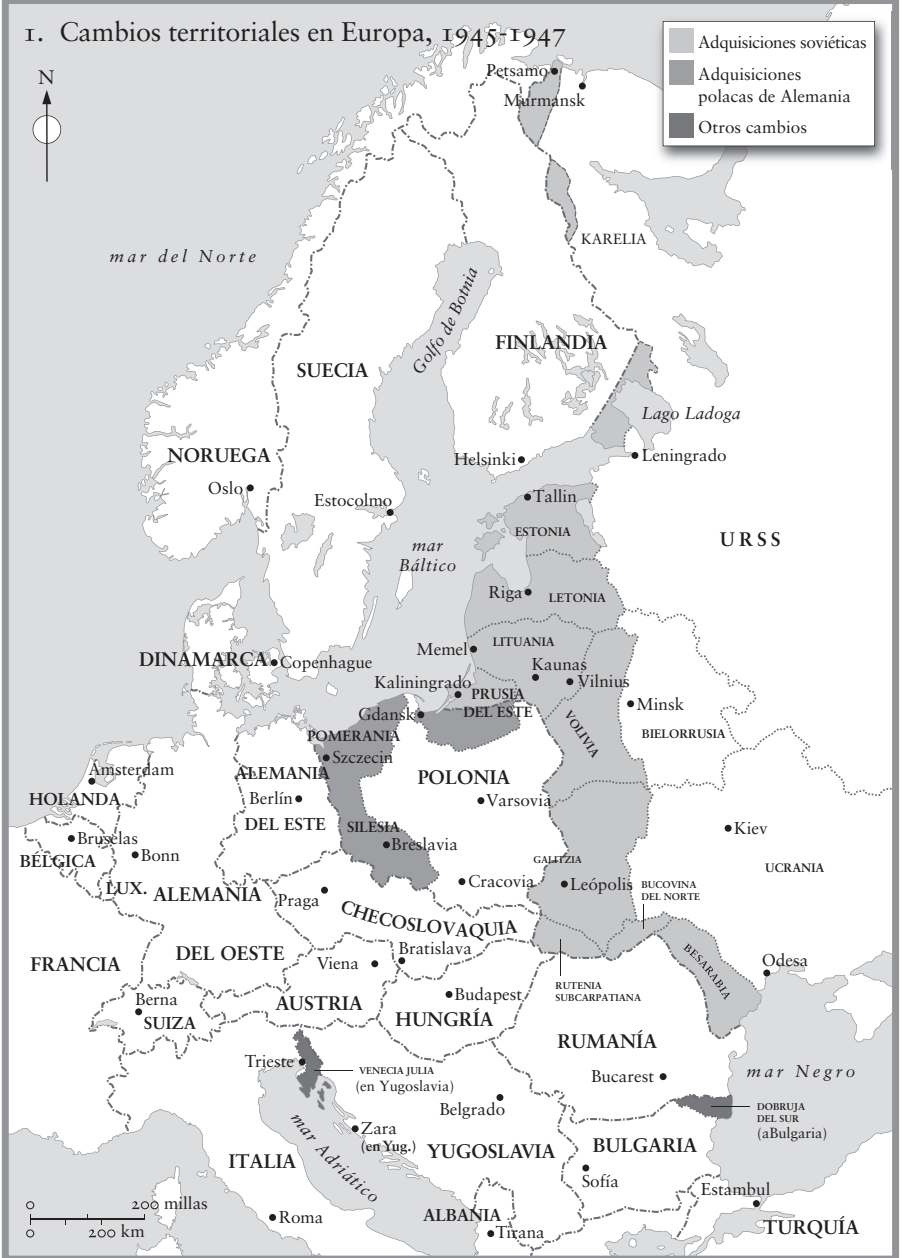 1. Cambios territoriales en Europa, 1945-1947
Adquisiciones soviéticas
Adquisiciones
polacas de Alemania
Otros cambios
N
Petsamo
Murmansk
mar del Norte
KARELIA
Golfo de Botnia
FINLANDIA
SUECIA
Lago Ladoga
NORUEGA
Helsinki
Leningrado
Oslo
Estocolmo
Tallin
ESTONIA
URSS
mar
Báltico
Riga
LETONIA
LITUANIA
Memel
DINAMARCA
Copenhague
Kaunas
Vilnius
Kaliningrado
PRUSIA
DEL ESTE
Minsk
Gdansk
VOLIVIA
BIELORRUSIA
POMERANIA
Szczecin
Ámsterdam
ALEMANIA
DEL ESTE
POLONIA
HOLANDA
Berlín
Varsovia
Bruselas
SILESIA
Breslavia
Kiev
BÉLGICA
Bonn
GALITZIA
UCRANIA
LUX.
ALEMANIA
DEL OESTE
Praga
Cracovia
Leópolis
BUCOVINA
DEL NORTE
CHECOSLOVAQUIA
FRANCIA
Viena
Bratislava
BESARABIA
Odesa
RUTENIA
SUBCARPATIANA
Berna
SUIZA
AUSTRIA
Budapest
HUNGRÍA
RUMANÍA
Trieste
VENECIA JULIA
(en Yugoslavia)
Bucarest
mar Negro
Belgrado
DOBRUJA
DEL SUR
(aBulgaria)
mar Adriático
Zara
(en Yug.)
YUGOSLAVIA
BULGARIA
ITALIA
Sofía
Estambul
0 200 millas
0 200 km
Roma
ALBANIA
Tirana
TURQUÍA